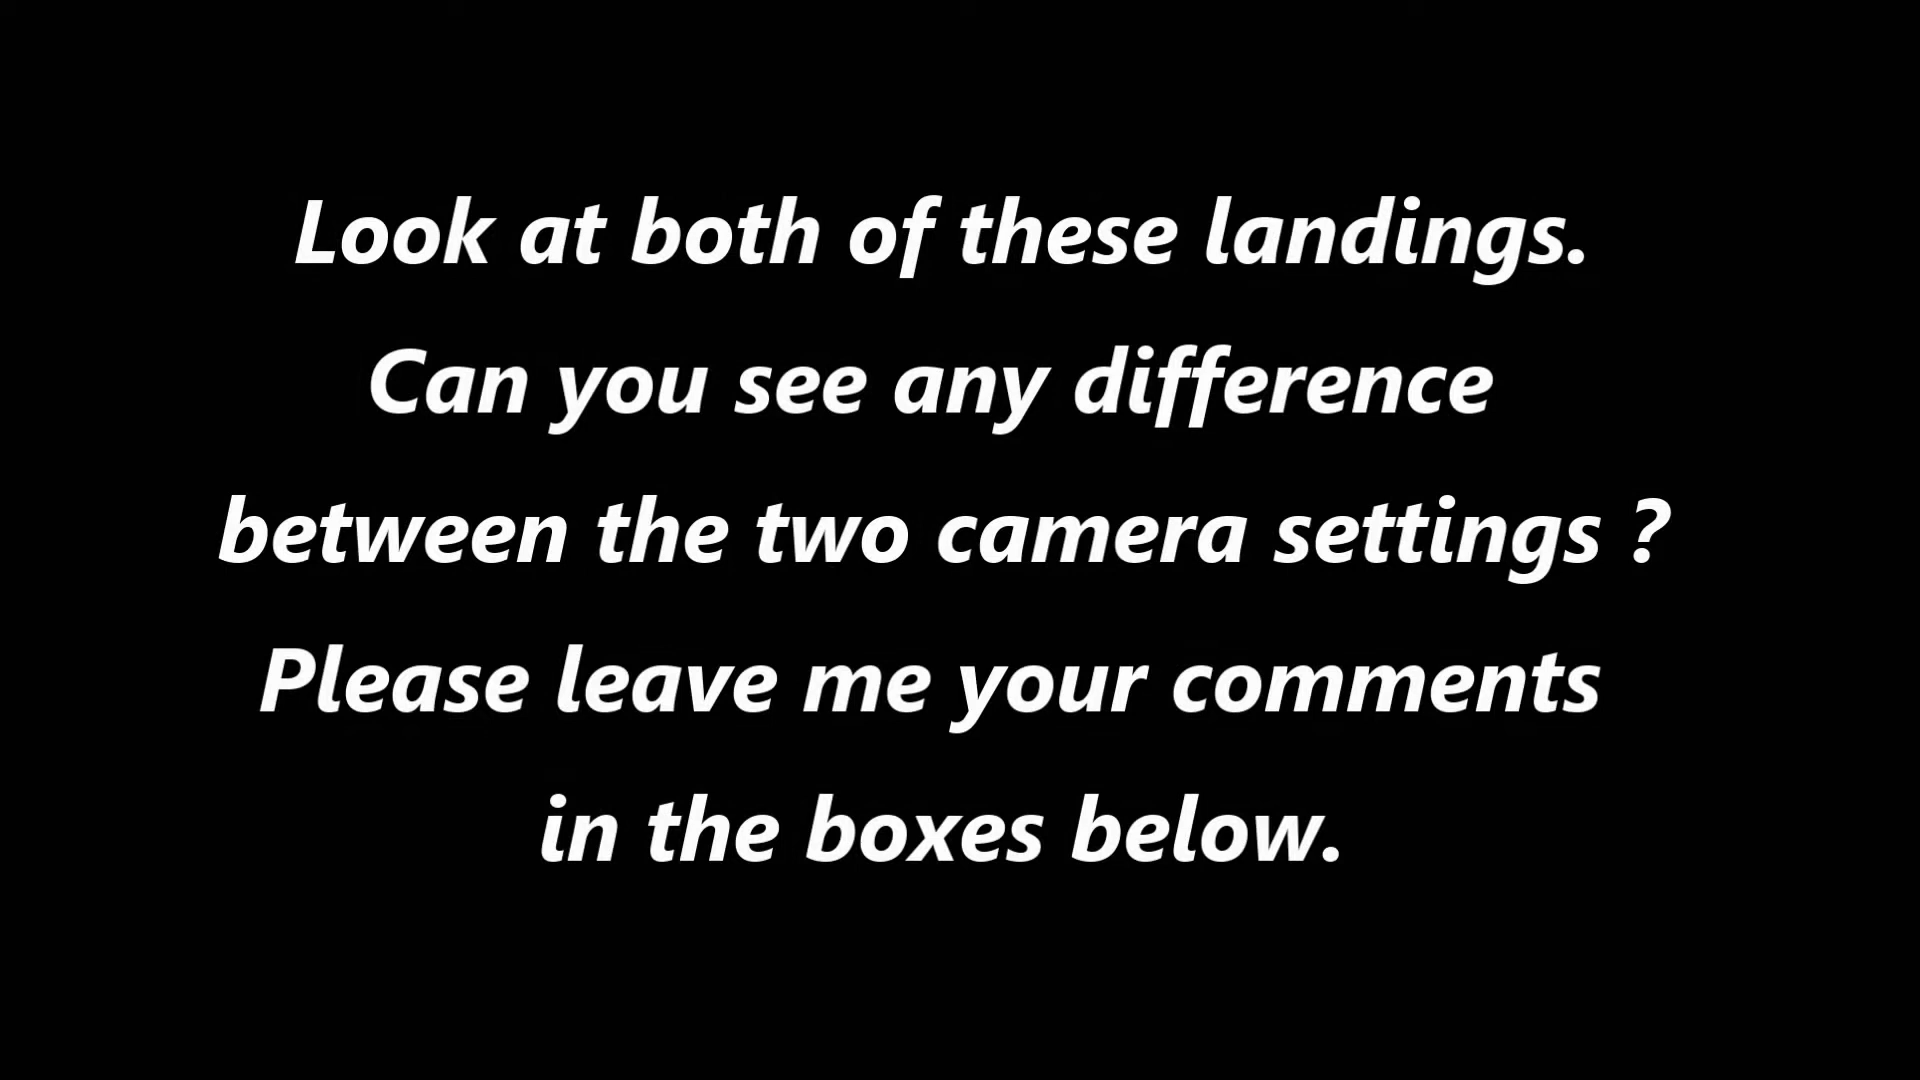 Look at both of these landings.
Can you see any difference
between the two camera settings ?
Please leave me your comments
in the boxes below.